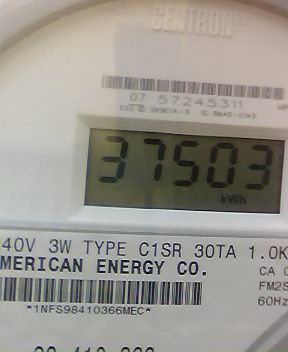 CENTRON®
07 57245311
37503
kWh
40V 3W TYPE C1SR 30TA 1.0K
MERICAN ENERGY CO.
CA 0
FM2S
*1NFS98410366MEC*
60Hz